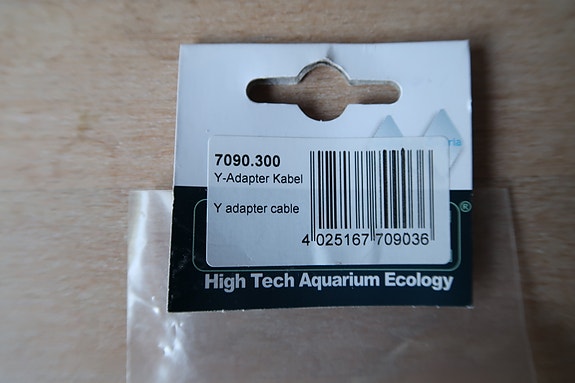 7090.300
Y-Adapter Kabel
Y adapter cable
4 025167 709036
®
High Tech Aquarium Ecology